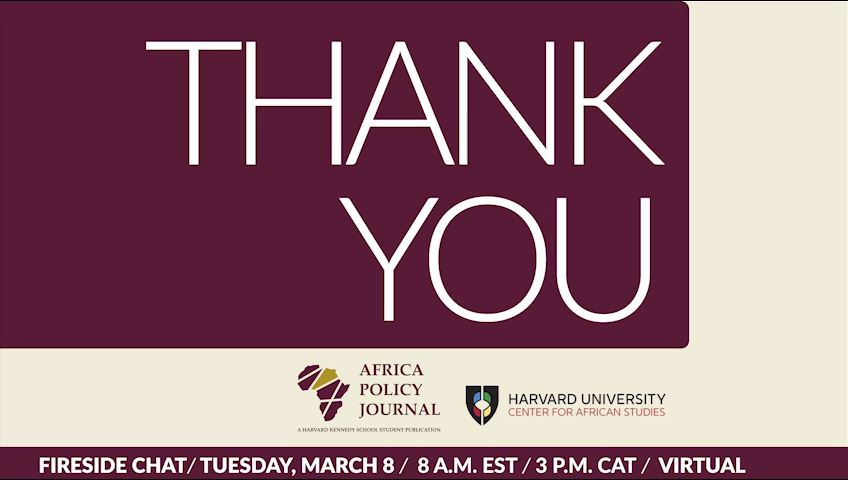 THANK
YOU
AFRICA
POLICY
JOURNAL
A HARVARD KENNEDY SCHOOL STUDENT PUBLICATION
HARVARD UNIVERSITY
CENTER FOR AFRICAN STUDIES
FIRESIDE CHAT/ TUESDAY, MARCH 8 / 8 A.M. EST / 3 P.M. CAT / VIRTUAL